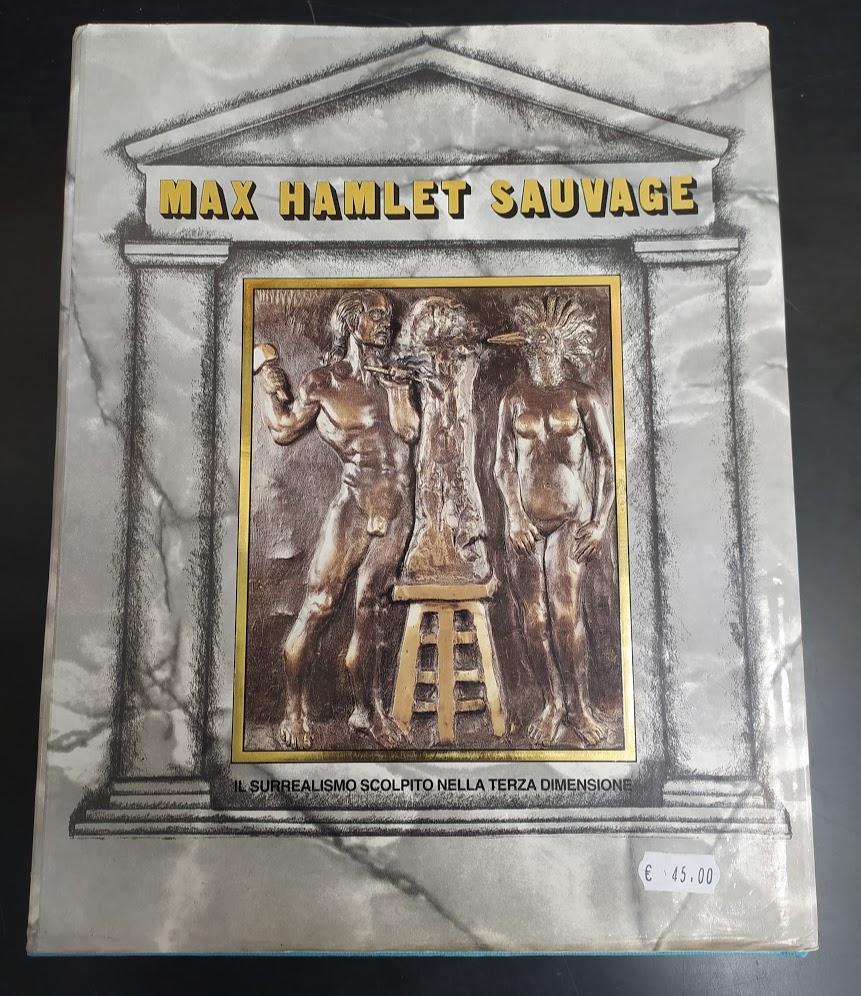 MAX HAMLET SAUVAGE
IL SURREALISMO SCOLPITO NELLA TERZA DIMENSIONE
€ 45.00